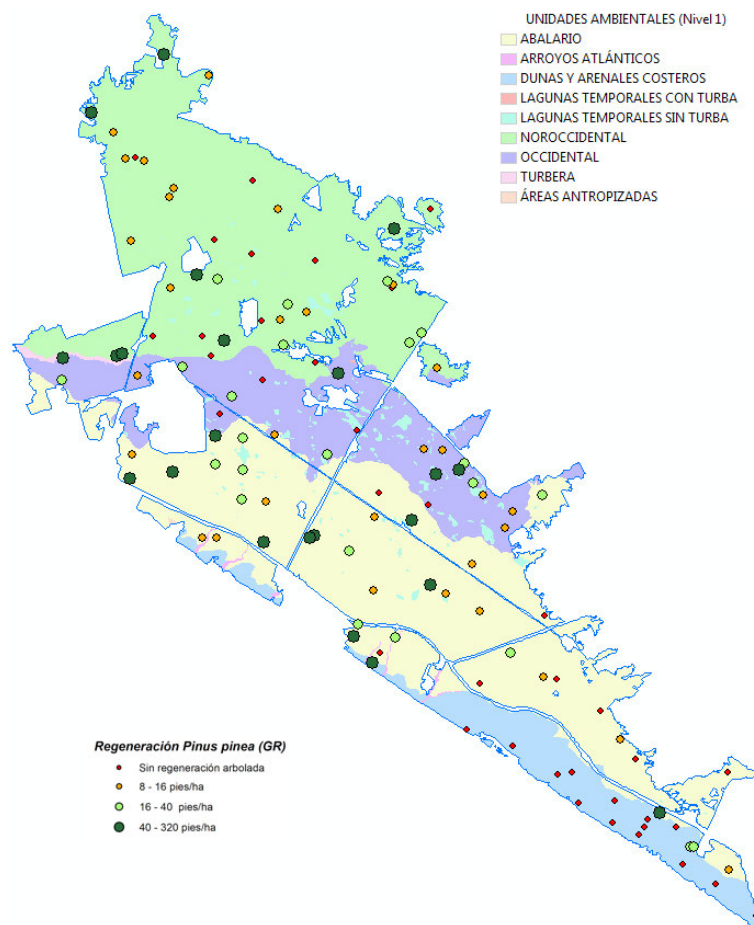 UNIDADES AMBIENTALES (Nivel 1)
ABALARIO
ARROYOS ATLÁNTICOS
DUNAS Y ARENALES COSTEROS
LAGUNAS TEMPORALES CON TURBA
LAGUNAS TEMPORALES SIN TURBA
NOROCCIDENTAL
OCCIDENTAL
TURBERA
ÁREAS ANTROPIZADAS
Regeneración Pinus pinea (GR)
Sin regeneración arbolada
8 - 16 pies/ha
16 - 40 pies/ha
40 - 320 pies/ha